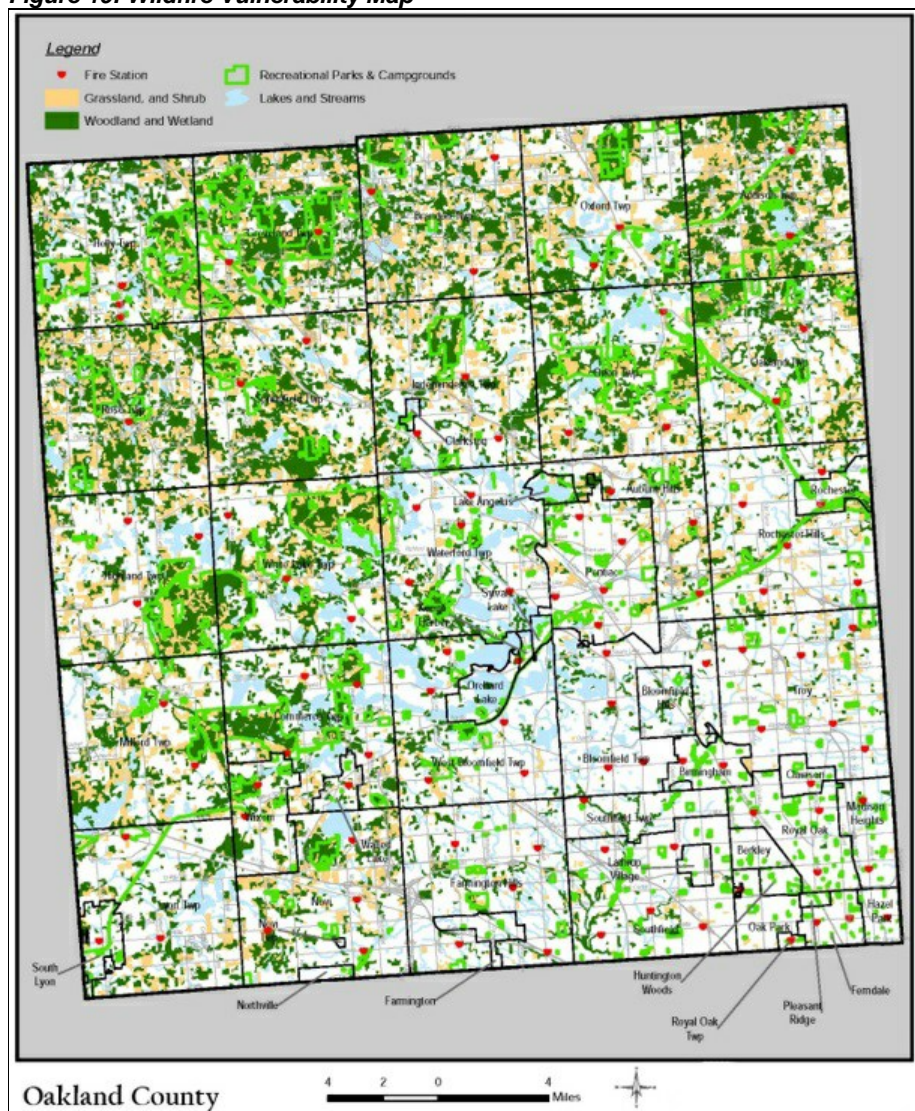 Figure 15: Wildfire Vulnerability Map
Legend
Fire Station
Recreational Parks & Campgrounds
Grassland, and Shrub
Lakes and Streams
Woodland and Wetland
Addison Twp
Oxford Twp
Brandon Twp
Groveland Twp
Holly Twp
Oakland Twp
Orion Twp
Independence Twp
Springfield Twp
Rose Twp
Clarkston
Auburn Hills
Rochester
Lake Angelus
Rochester Hills
Waterford Twp
Pontiac
White Lake Twp
Highland Twp
Sylvan
Lake
Harbor
Orchard
Lake
Bloomfield
Hills
Troy
Commerce Twp
Milford Twp
West Bloomfield Twp
Bloomfield Twp
Birmingham
Clawson
Madison
Heights
Wixom
Southfield Twp
Royal Oak
Walled
Lake
Berkley
Lathrup
Village
Farmington Hills
Lyon Twp
Novi
Novi
Hazel
Park
Southfield
Oak Park
South
Lyon
Northville
Farmington
Huntington
Woods
Ferndale
Pleasant
Ridge
Royal Oak
Twp
Oakland County
4 2 0 4
Miles